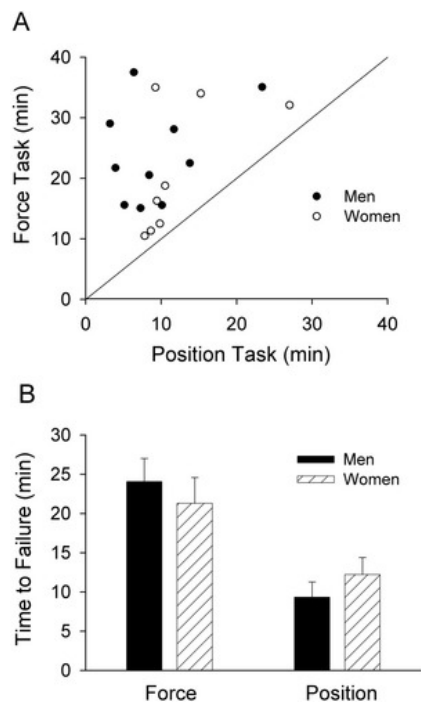 A
40
30
20
10
0
Force Task (min)
Men
Women
0 10 20 30 40
Position Task (min)
B
30
25
20
15
10
5
0
Time to Failure (min)
Men
Women
Force Position